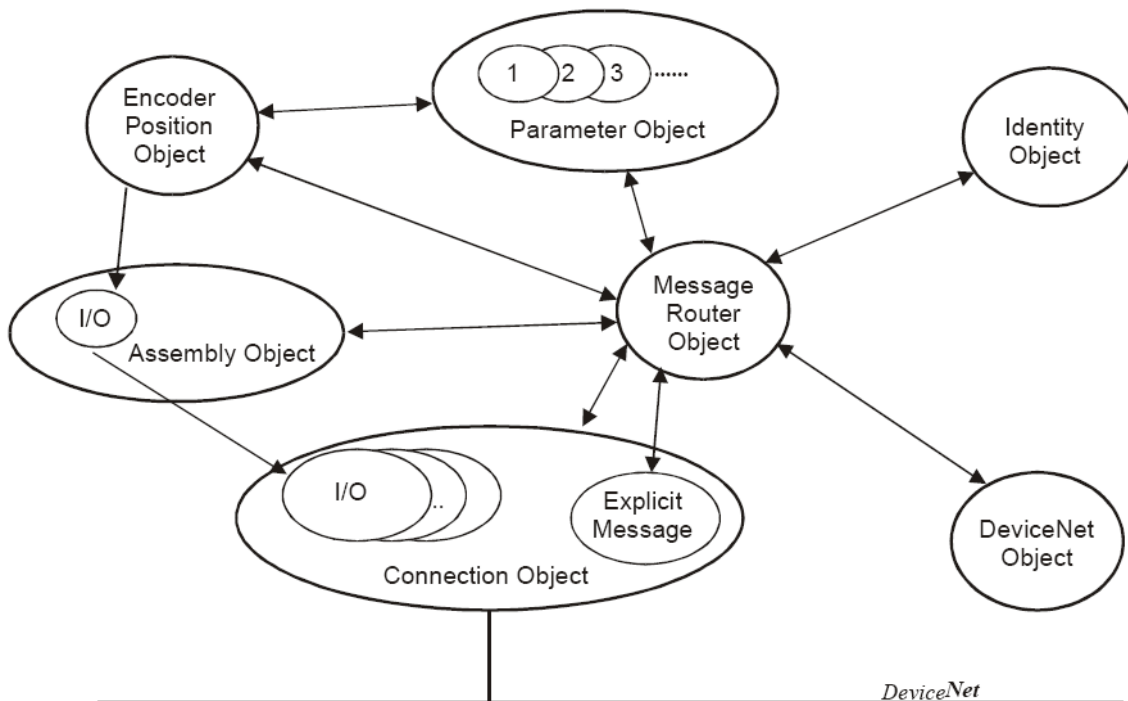 Encoder
Position
Object
1
2
3
......
Parameter Object
Identity
Object
Message
Router
Object
I/O
Assembly Object
I/O
..
Explicit
Message
Connection Object
DeviceNet
Object
DeviceNet